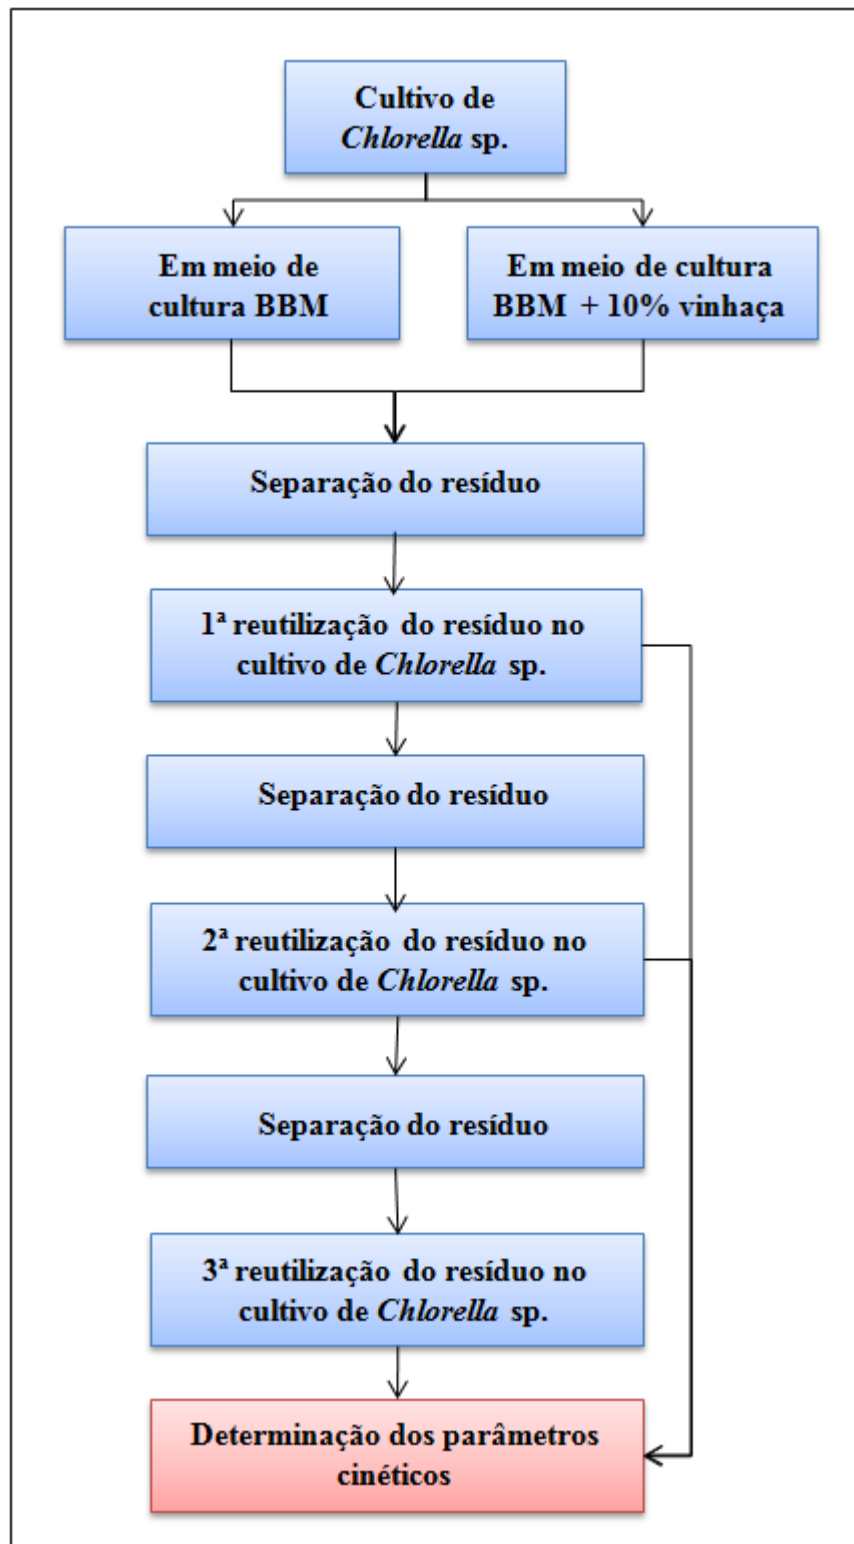 Cultivo de
Chlorella sp.
Em meio de
cultura BBM
Em meio de cultura
BBM + 10% vinhaça
Separação do resíduo
1ª reutilização do resíduo no
cultivo de Chlorella sp.
Separação do resíduo
2ª reutilização do resíduo no
cultivo de Chlorella sp.
Separação do resíduo
3ª reutilização do resíduo no
cultivo de Chlorella sp.
Determinação dos parâmetros
cinéticos